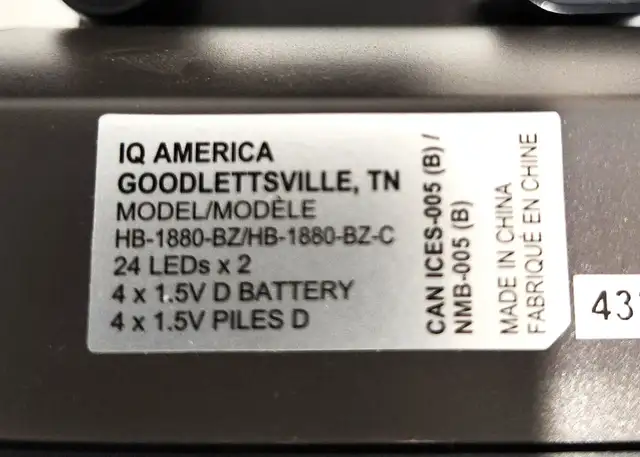 IQ AMERICA
GOODLETTSVILLE, TN
MODEL/MODÈLE
HB-1880-BZ/HB-1880-BZ-C
24 LEDs x 2
4 x 1.5V D BATTERY
4 x 1.5V PILES D
CAN ICES-005 (B) /
NMB-005 (B)
MADE IN CHINA
FABRIQUÉ EN CHINE